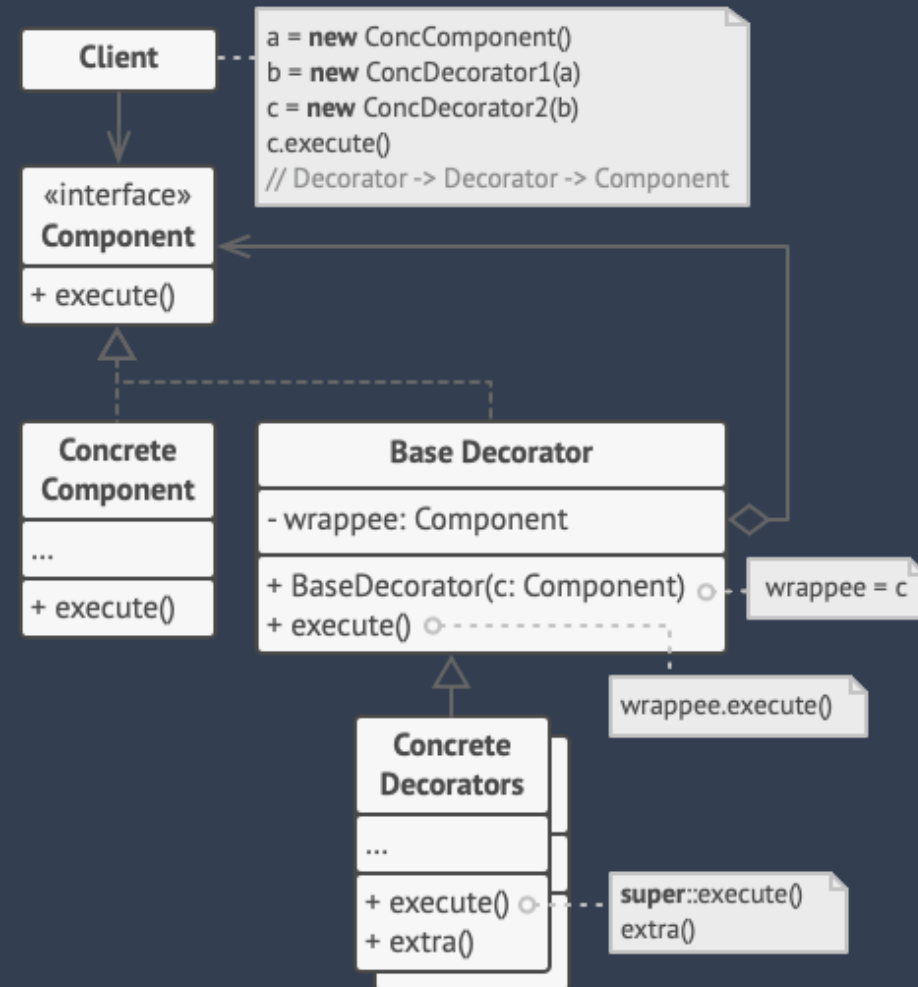 Client
a = new ConcComponent()
b = new ConcDecorator1(a)
c = new ConcDecorator2(b)
c.execute()
// Decorator -> Decorator -> Component
«interface»
Component
+ execute()
Concrete
Component
...
+ execute()
Base Decorator
- wrappee: Component
+ BaseDecorator(c: Component)
+ execute()
wrappee = c
wrappee.execute()
Concrete
Decorators
...
+ execute()
+ extra()
super::execute()
extra()